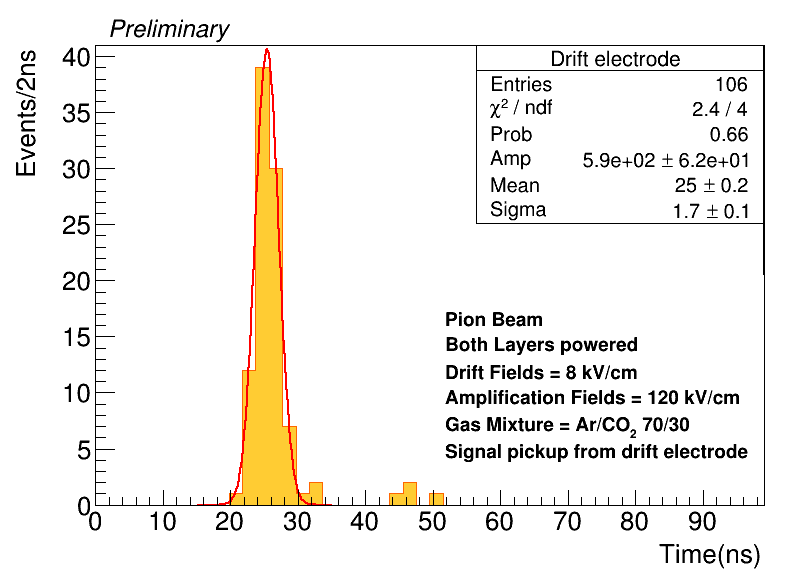 Preliminary
Events/2ns
40
35
30
25
20
15
10
5
0
0 10 20 30 40 50 60 70 80 90
Time(ns)
Drift electrode
Entries 106
χ² / ndf 2.4 / 4
Prob 0.66
Amp 5.9e+02 ± 6.2e+01
Mean 25 ± 0.2
Sigma 1.7 ± 0.1
Pion Beam
Both Layers powered
Drift Fields = 8 kV/cm
Amplification Fields = 120 kV/cm
Gas Mixture = Ar/CO₂ 70/30
Signal pickup from drift electrode